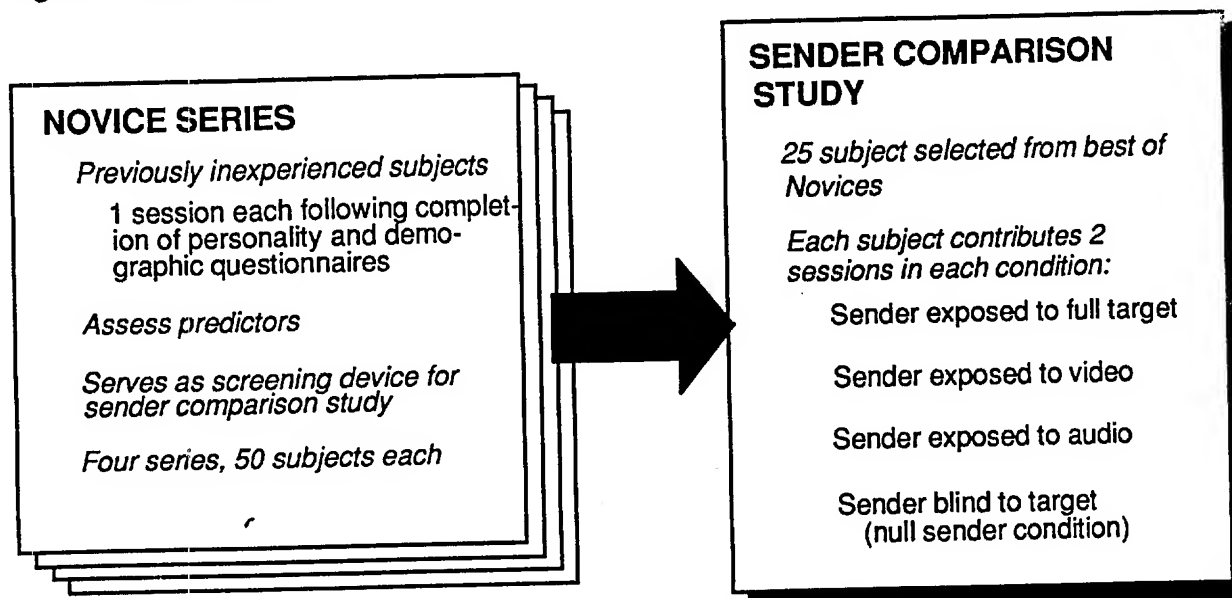 NOVICE SERIES
Previously inexperienced subjects
1 session each following complet-
ion of personality and demo-
graphic questionnaires
Assess predictors
Serves as screening device for
sender comparison study
Four series, 50 subjects each
SENDER COMPARISON
STUDY
25 subject selected from best of
Novices
Each subject contributes 2
sessions in each condition:
Sender exposed to full target
Sender exposed to video
Sender exposed to audio
Sender blind to target
(null sender condition)